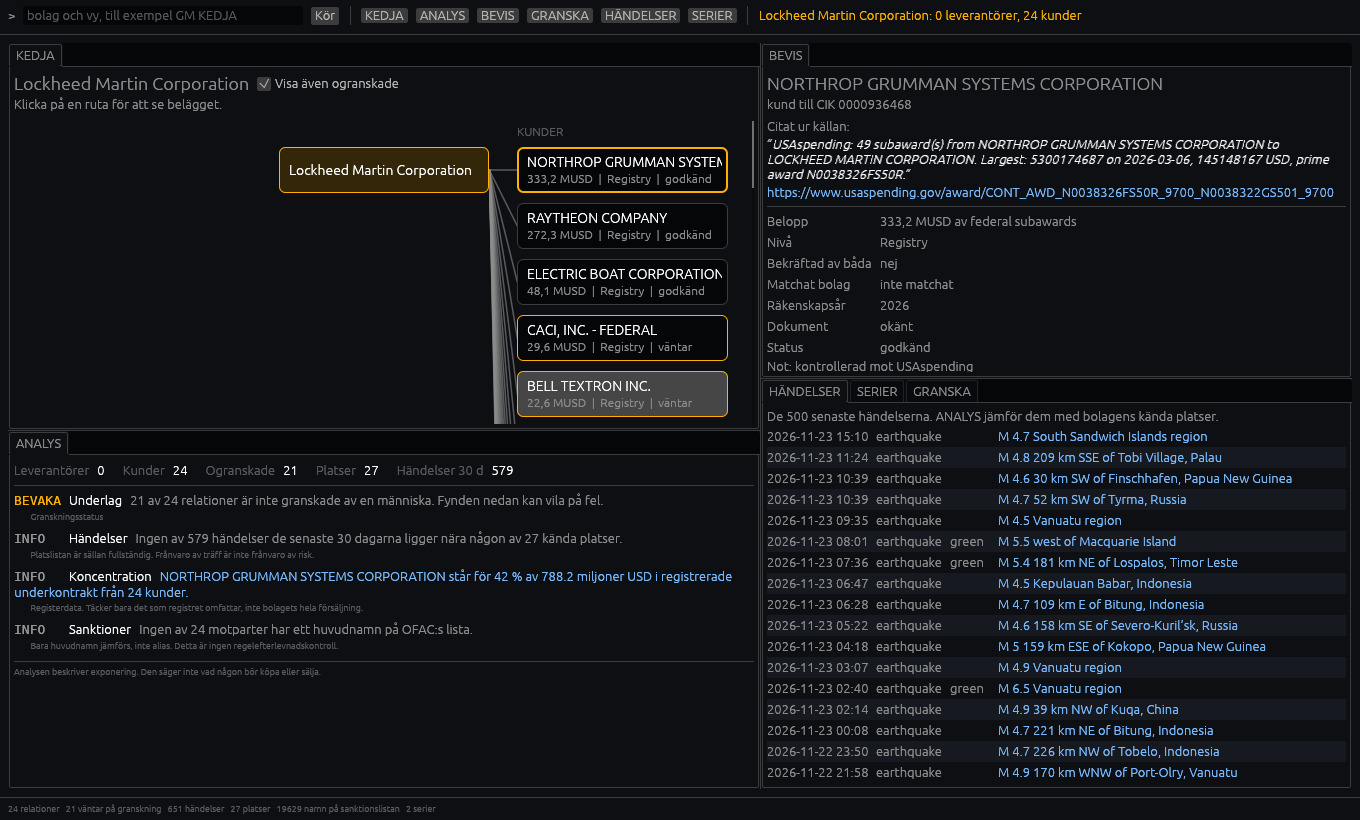 > bolag och vy, till exempel GM KEDJA Kör KEDJA ANALYS BEVIS GRANSKA HÄNDELSER SERIER Lockheed Martin Corporation: 0 leverantörer, 24 kunder
KEDJA
Lockheed Martin Corporation Visa även ogranskade
Klicka på en ruta för att se belägget.
KUNDER
Lockheed Martin Corporation
NORTHROP GRUMMAN SYSTEM
333,2 MUSD | Registry | godkänd
RAYTHEON COMPANY
272,3 MUSD | Registry | godkänd
ELECTRIC BOAT CORPORATION
48,1 MUSD | Registry | godkänd
CACI, INC. - FEDERAL
29,6 MUSD | Registry | väntar
BELL TEXTRON INC.
22,6 MUSD | Registry | väntar
ANALYS
Leverantörer 0 Kunder 24 Ogranskade 21 Platser 27 Händelser 30 d 579
BEVAKA Underlag 21 av 24 relationer är inte granskade av en människa. Fynden nedan kan vila på fel.
Granskningsstatus
INFO Händelser Ingen av 579 händelser de senaste 30 dagarna ligger nära någon av 27 kända platser.
Platslistan är sällan fullständig. Frånvaro av träff är inte frånvaro av risk.
INFO Koncentration NORTHROP GRUMMAN SYSTEMS CORPORATION står för 42 % av 788.2 miljoner USD i registrerade
underkontrakt från 24 kunder.
Registerdata. Täcker bara det som registret omfattar, inte bolagets hela försäljning.
INFO Sanktioner Ingen av 24 motparter har ett huvudnamn på OFAC:s lista.
Bara huvudnamn jämförs, inte alias. Detta är ingen regelefterlevnadskontroll.
Analysen beskriver exponering. Den säger inte vad någon bör köpa eller sälja.
BEVIS
NORTHROP GRUMMAN SYSTEMS CORPORATION
kund till CIK 0000936468
Citat ur källan:
“USAspending: 49 subaward(s) from NORTHROP GRUMMAN SYSTEMS CORPORATION to
LOCKHEED MARTIN CORPORATION. Largest: 5300174687 on 2026-03-06, 145148167 USD, prime
award N0038326FS50R.”
https://www.usaspending.gov/award/CONT_AWD_N0038326FS50R_9700_N0038322GS501_9700
Belopp 333,2 MUSD av federal subawards
Nivå Registry
Bekräftad av båda nej
Matchat bolag inte matchat
Räkenskapsår 2026
Dokument okänt
Status godkänd
Not: kontrollerad mot USAspending
HÄNDELSER SERIER GRANSKA
De 500 senaste händelserna. ANALYS jämför dem med bolagens kända platser.
2026-11-23 15:10 earthquake M 4.7 South Sandwich Islands region
2026-11-23 11:24 earthquake M 4.8 209 km SSE of Tobi Village, Palau
2026-11-23 10:39 earthquake M 4.6 30 km SW of Finschhafen, Papua New Guinea
2026-11-23 10:39 earthquake M 4.7 52 km SW of Tyrma, Russia
2026-11-23 09:35 earthquake M 4.5 Vanuatu region
2026-11-23 08:01 earthquake green M 5.5 west of Macquarie Island
2026-11-23 07:36 earthquake green M 5.4 181 km NE of Lospalos, Timor Leste
2026-11-23 06:47 earthquake M 4.5 Kepulauan Babar, Indonesia
2026-11-23 06:28 earthquake M 4.7 109 km E of Bitung, Indonesia
2026-11-23 05:22 earthquake M 4.6 158 km SE of Severo-Kuril’sk, Russia
2026-11-23 04:18 earthquake M 5 159 km ESE of Kokopo, Papua New Guinea
2026-11-23 03:07 earthquake M 4.9 Vanuatu region
2026-11-23 02:40 earthquake green M 6.5 Vanuatu region
2026-11-23 02:14 earthquake M 4.9 39 km NW of Kuqa, China
2026-11-23 00:08 earthquake M 4.7 221 km NE of Bitung, Indonesia
2026-11-22 23:50 earthquake M 4.7 226 km NW of Tobelo, Indonesia
2026-11-22 21:58 earthquake M 4.9 170 km WNW of Port-Olry, Vanuatu
24 relationer 21 väntar på granskning 651 händelser 27 platser 19629 namn på sanktionslistan 2 serier